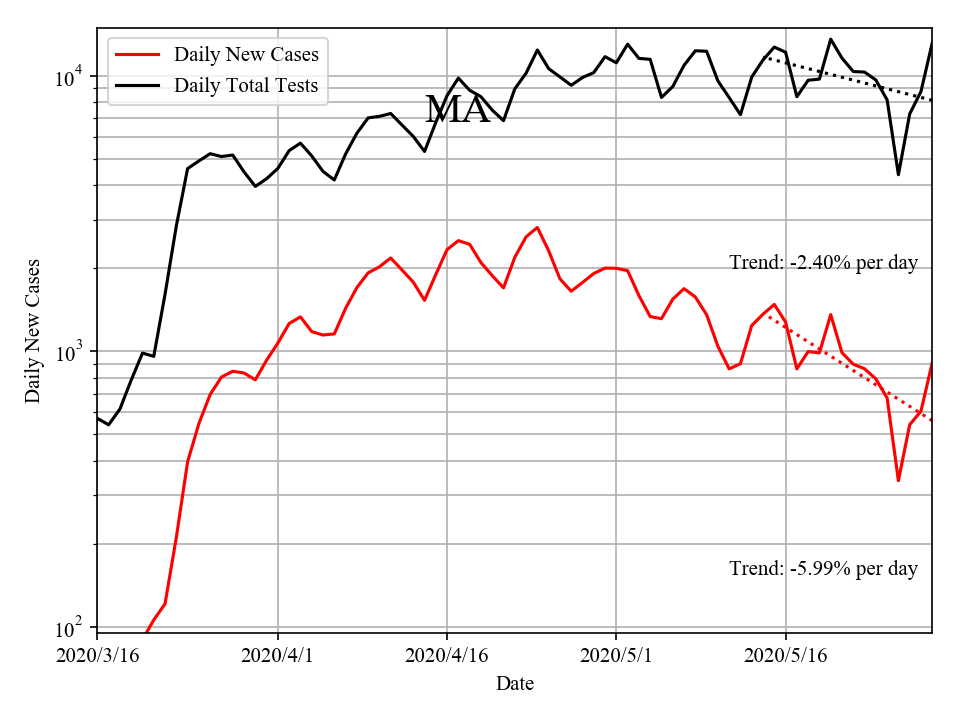 Daily New Cases
Daily Total Tests
MA
10^4
10^3
10^2
Daily New Cases
Trend: -2.40% per day
Trend: -5.99% per day
2020/3/16 2020/4/1 2020/4/16 2020/5/1 2020/5/16
Date